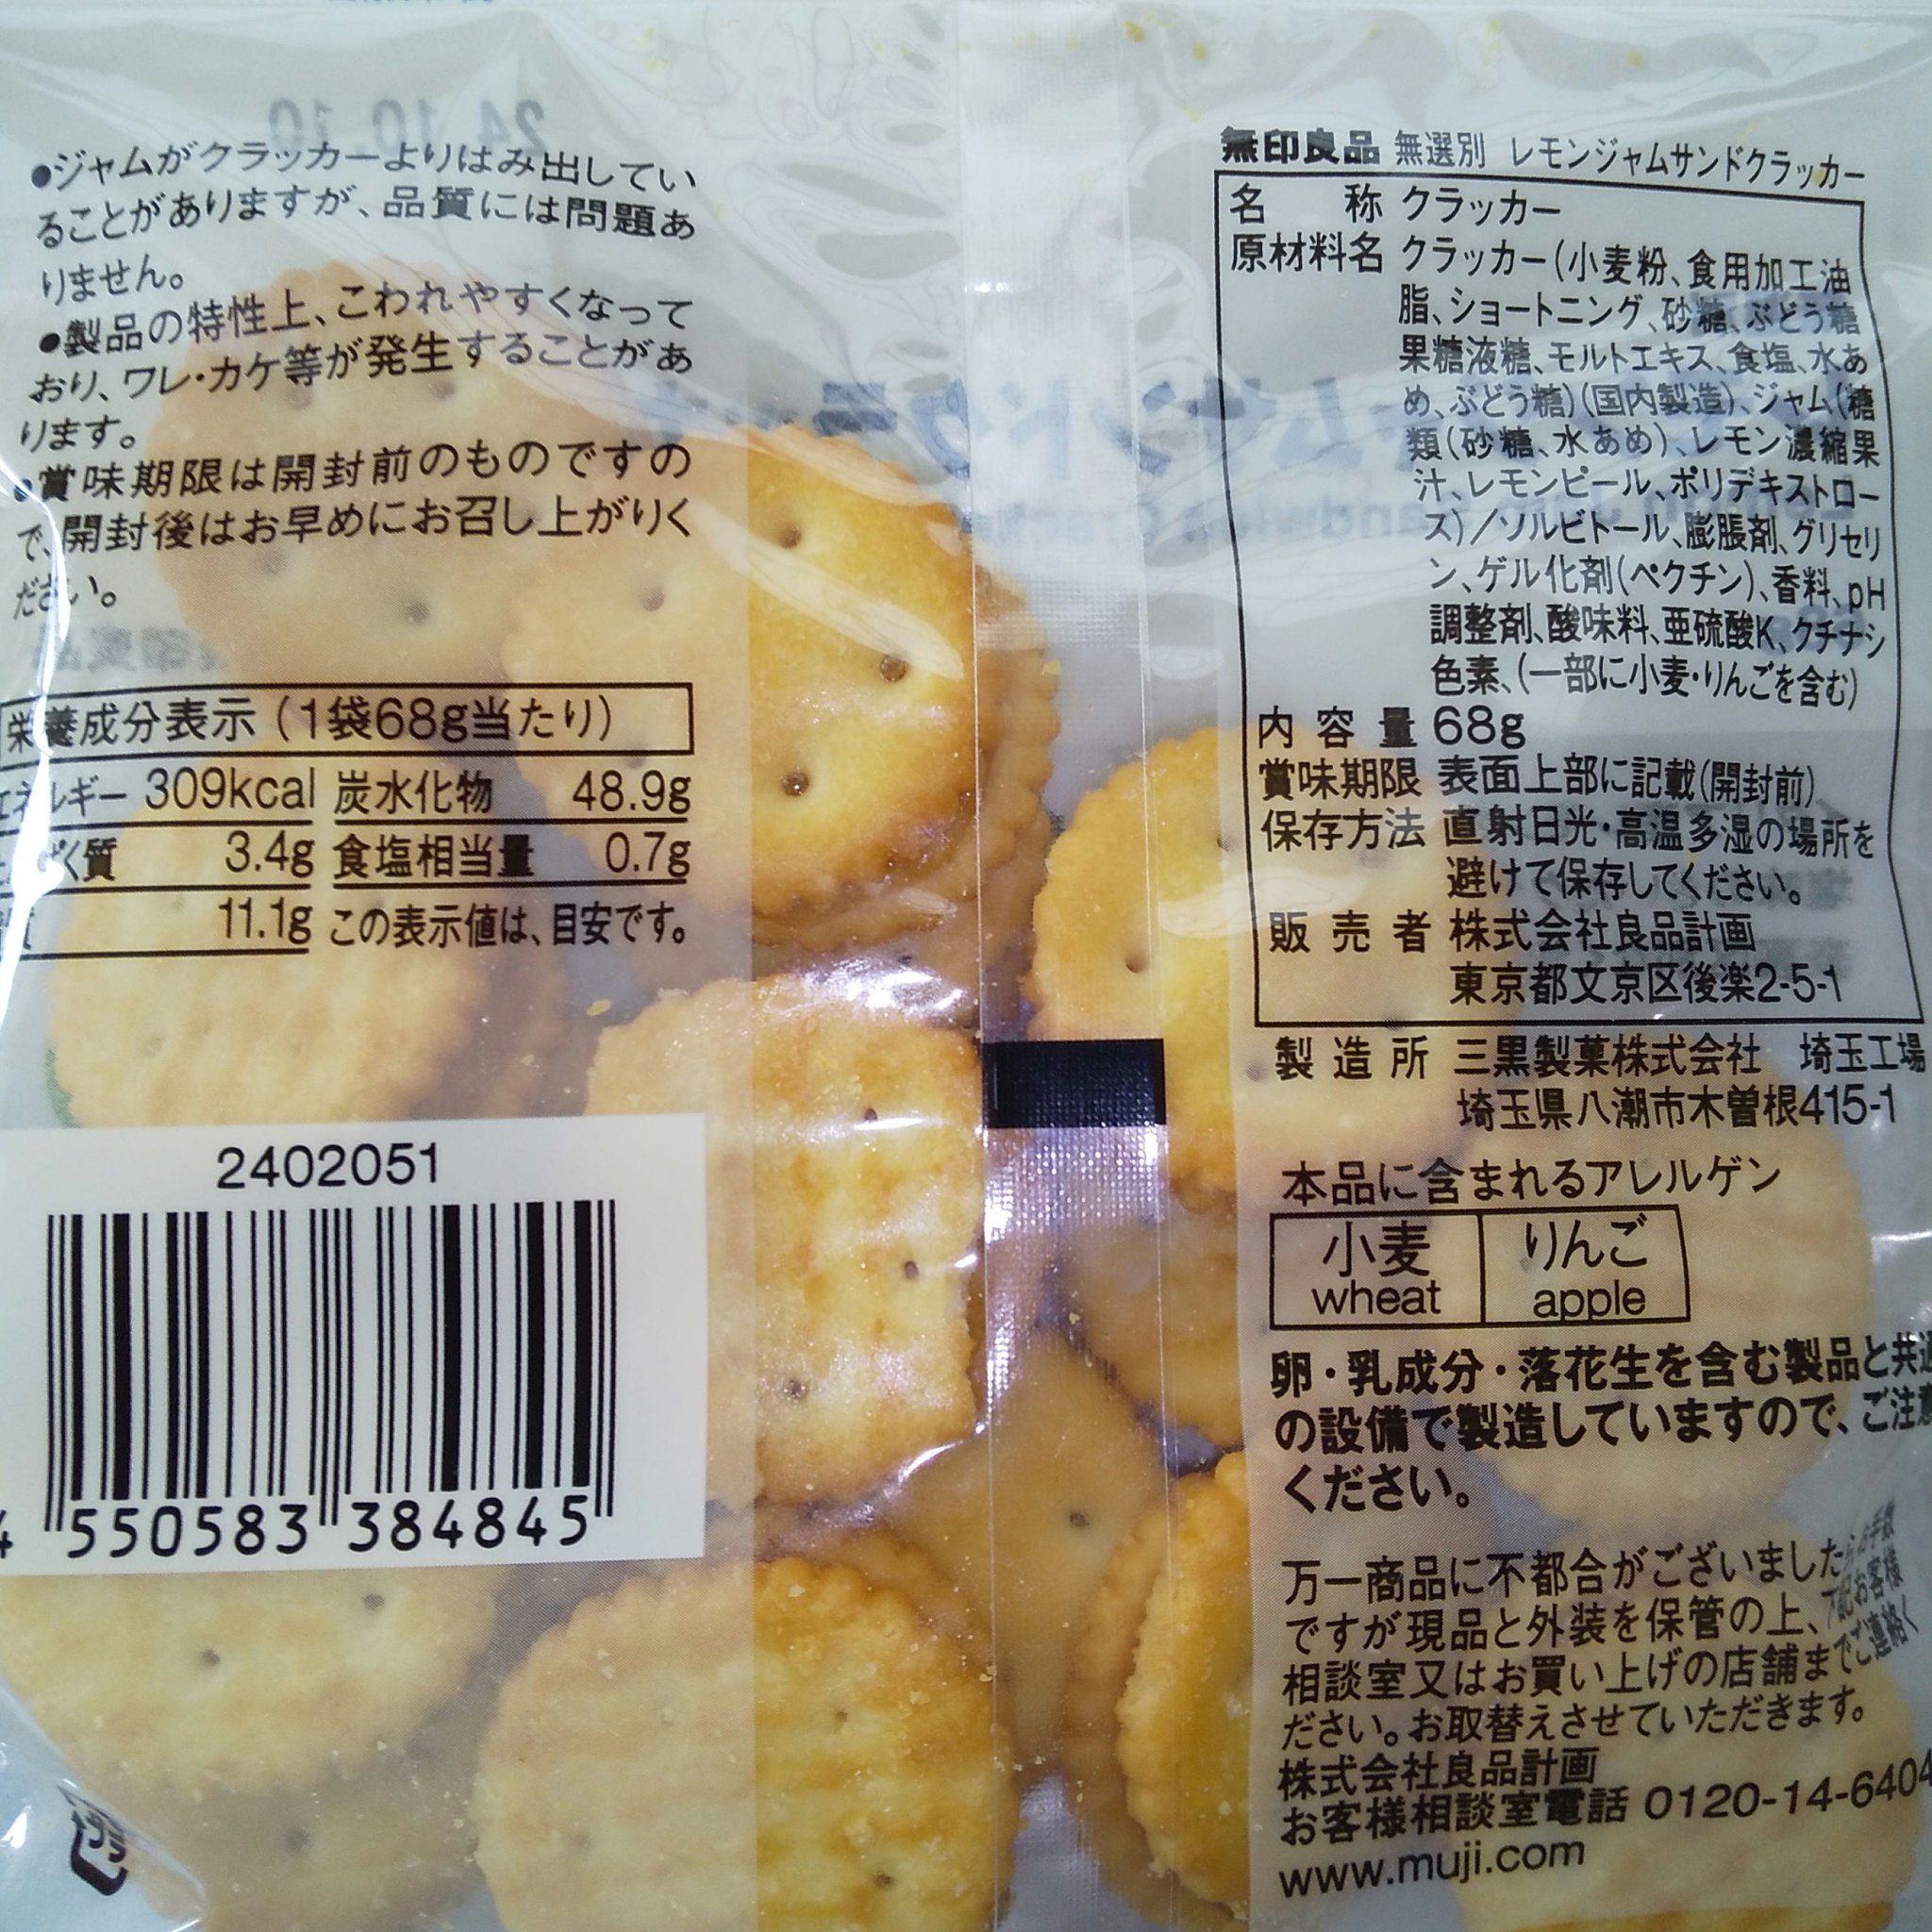 ●ジャムがクラッカーよりはみ出してい
ることがありますが、品質には問題あ
りません。
●製品の特性上、こわれやすくなって
おり、ワレ・カケ等が発生することがあ
ります。
●賞味期限は開封前のものですの
で、開封後はお早めにお召し上がりく
ださい。
栄養成分表示(1袋68g当たり)
エネルギー 309kcal 炭水化物 48.9g
たんぱく質 3.4g 食塩相当量 0.7g
11.1g この表示値は、目安です。
2402051
4 550583 384845
24.10.10
無印良品 無選別 レモンジャムサンドクラッカー
名称 クラッカー
原材料名 クラッカー(小麦粉、食用加工油
脂、ショートニング、砂糖、ぶどう糖
果糖液糖、モルトエキス、食塩、水あ
め、ぶどう糖)(国内製造)、ジャム(糖
類(砂糖、水あめ)、レモン濃縮果
汁、レモンピール、ポリデキストロー
ス)/ソルビトール、膨脹剤、グリセリ
ン、ゲル化剤(ペクチン)、香料、pH
調整剤、酸味料、亜硫酸K、クチナシ
色素、(一部に小麦・りんごを含む)
内容量 68g
賞味期限 表面上部に記載(開封前)
保存方法 直射日光・高温多湿の場所を
避けて保存してください。
販売者 株式会社良品計画
東京都文京区後楽2-5-1
製造所 三黒製菓株式会社 埼玉工場
埼玉県八潮市木曽根415-1
本品に含まれるアレルゲン
小麦 りんご
wheat apple
卵・乳成分・落花生を含む製品と共通
の設備で製造していますので、ご注意
ください。
万一商品に不都合がございましたらお手数
ですが現品と外装を保管の上、下記お客様
相談室又はお買い上げの店舗までご連絡く
ださい。お取替えさせていただきます。
株式会社良品計画
お客様相談室電話 0120-14-6404
www.muji.com